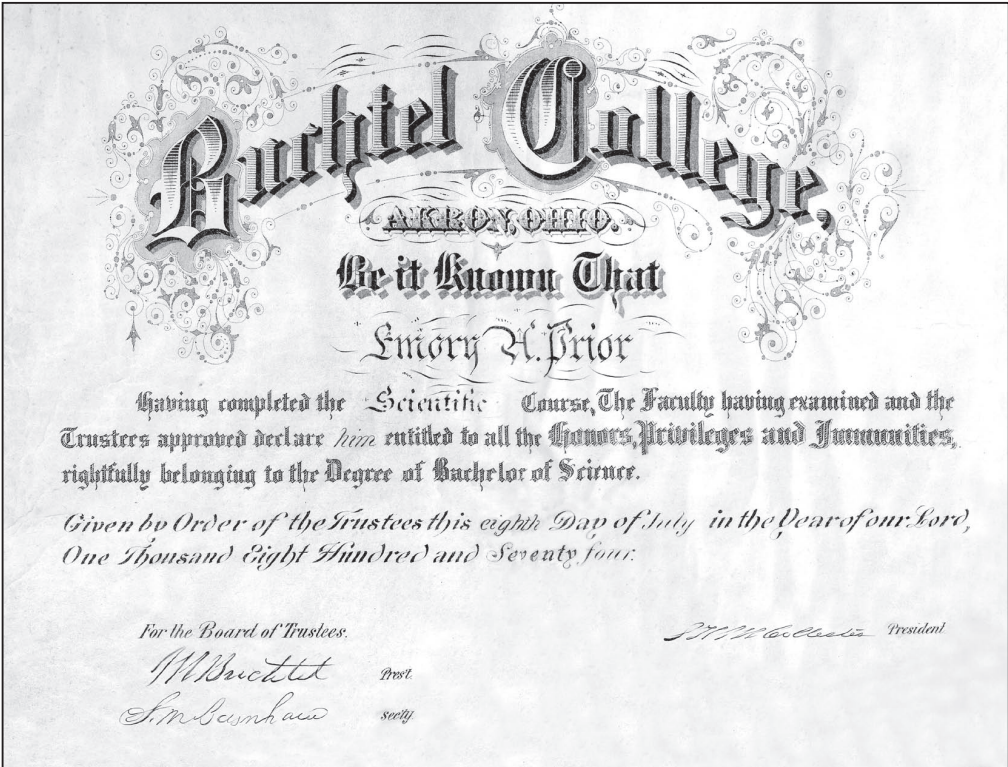 Buchtel College,
AKRON, OHIO.
Be it Known That
Emory A. Prior
Having completed the Scientific Course, The Faculty having examined and the
Trustees approved declare him entitled to all the Honors, Privileges and Immunities,
rightfully belonging to the Degree of Bachelor of Science.
Given by Order of the Trustees this eighth Day of July in the Year of our Lord,
One Thousand Eight Hundred and Seventy four.
For the Board of Trustees.
President
Buchtel Pres't
secty